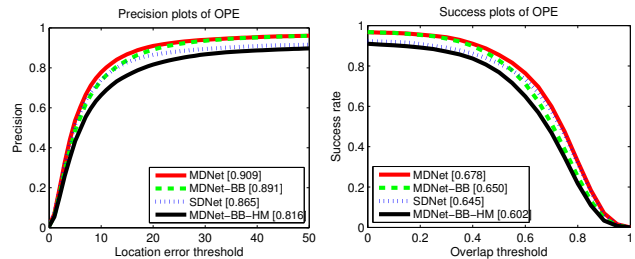 Precision plots of OPE
1
0.8
0.6
0.4
0.2
0
Precision
MDNet [0.909]
MDNet-BB [0.891]
SDNet [0.865]
MDNet-BB-HM [0.816]
0 10 20 30 40 50
Location error threshold
Success plots of OPE
1
0.8
0.6
0.4
0.2
0
Success rate
MDNet [0.678]
MDNet-BB [0.650]
SDNet [0.645]
MDNet-BB-HM [0.602]
0 0.2 0.4 0.6 0.8 1
Overlap threshold